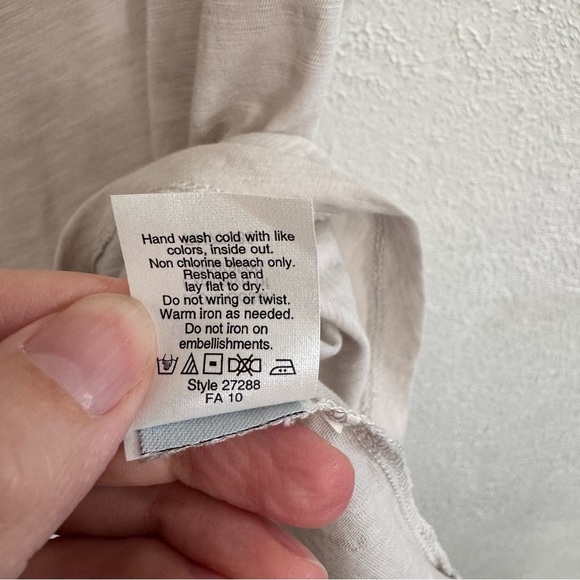 Hand wash cold with like
colors, inside out.
Non chlorine bleach only.
Reshape and
lay flat to dry.
Do not wring or twist.
Warm iron as needed.
Do not iron on
embellishments.
Style 27288
FA 10